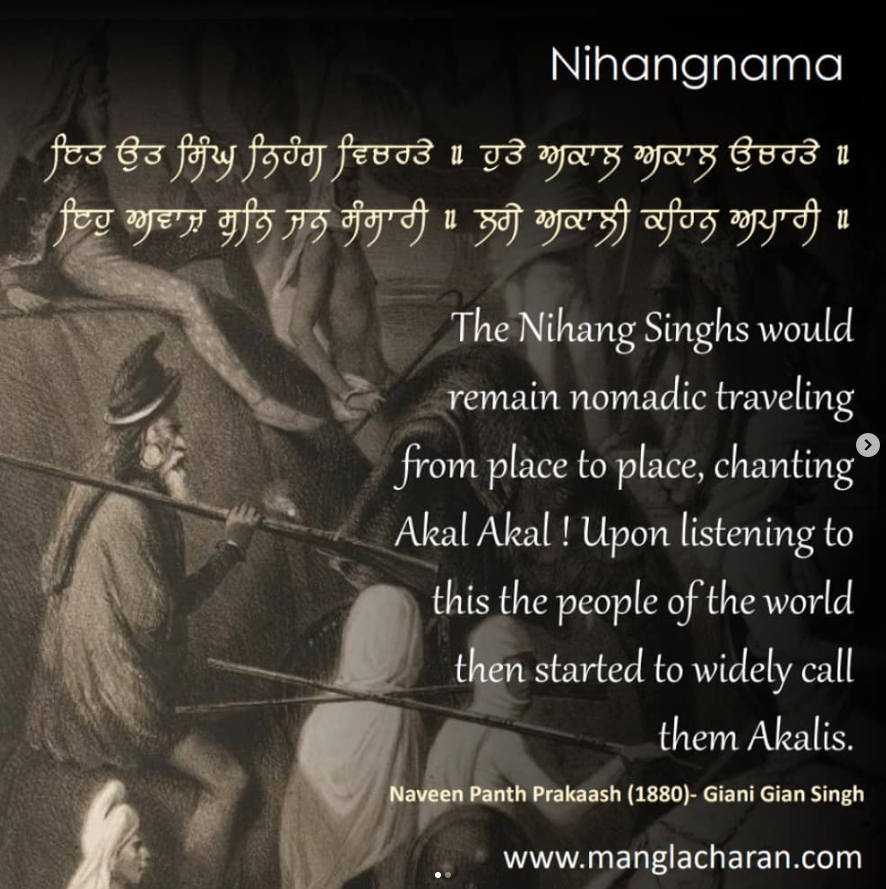 Nihangnama
ਇਤ ਉਤ ਸਿੰਘ ਨਿਹੰਗ ਵਿਚਰਤੇ ॥ ਹੁਤੇ ਅਕਾਲ ਅਕਾਲ ਉਚਰਤੇ ॥
ਇਹੁ ਅਵਾਜ਼ ਸੁਨਿ ਜਨ ਸੰਸਾਰੀ ॥ ਲਗੇ ਅਕਾਲੀ ਕਹਿਨ ਅਪਾਰੀ ॥
The Nihang Singhs would
remain nomadic traveling
from place to place, chanting
Akal Akal ! Upon listening to
this the people of the world
then started to widely call
them Akalis.
Naveen Panth Prakaash (1880)- Giani Gian Singh
www.manglacharan.com